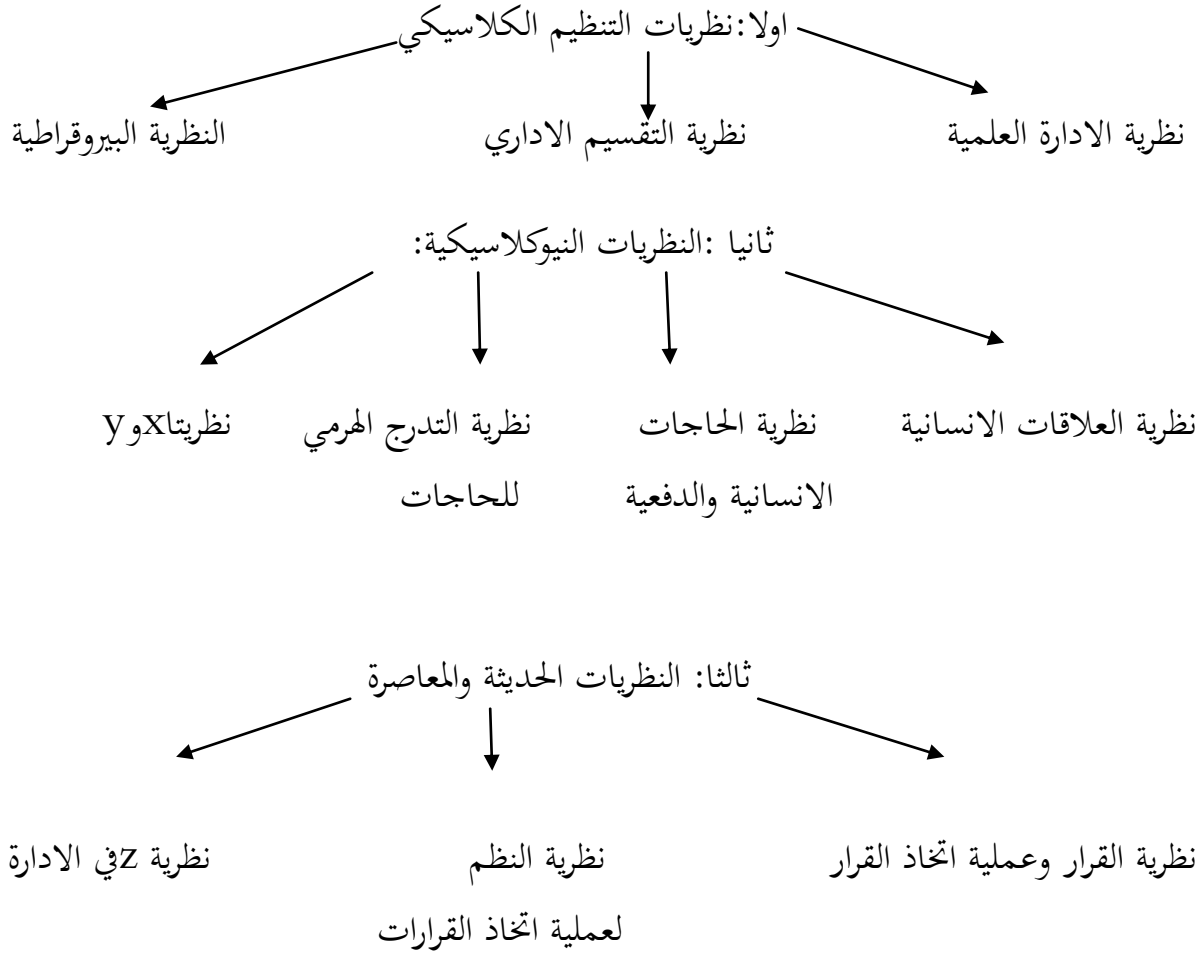 اولا:نظريات التنظيم الكلاسيكي
نظرية الادارة العلمية نظرية التقسيم الاداري النظرية البيروقراطية
ثانيا :النظريات النيوكلاسيكية:
نظرية العلاقات الانسانية نظرية الحاجات نظرية التدرج الهرمي نظريتاxوy
الانسانية والدفعية للحاجات
ثالثا: النظريات الحديثة والمعاصرة
نظرية القرار وعملية اتخاذ القرار نظرية النظم نظرية zفي الادارة
لعملية اتخاذ القرارات